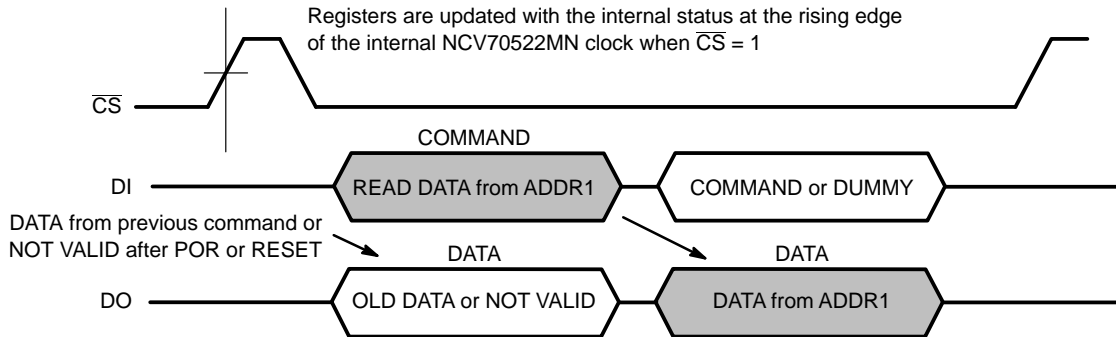 Registers are updated with the internal status at the rising edge
of the internal NCV70522MN clock when C̅S̅ = 1
C̅S̅
COMMAND
DI
READ DATA from ADDR1
COMMAND or DUMMY
DATA from previous command or
NOT VALID after POR or RESET
DATA
DATA
DO
OLD DATA or NOT VALID
DATA from ADDR1